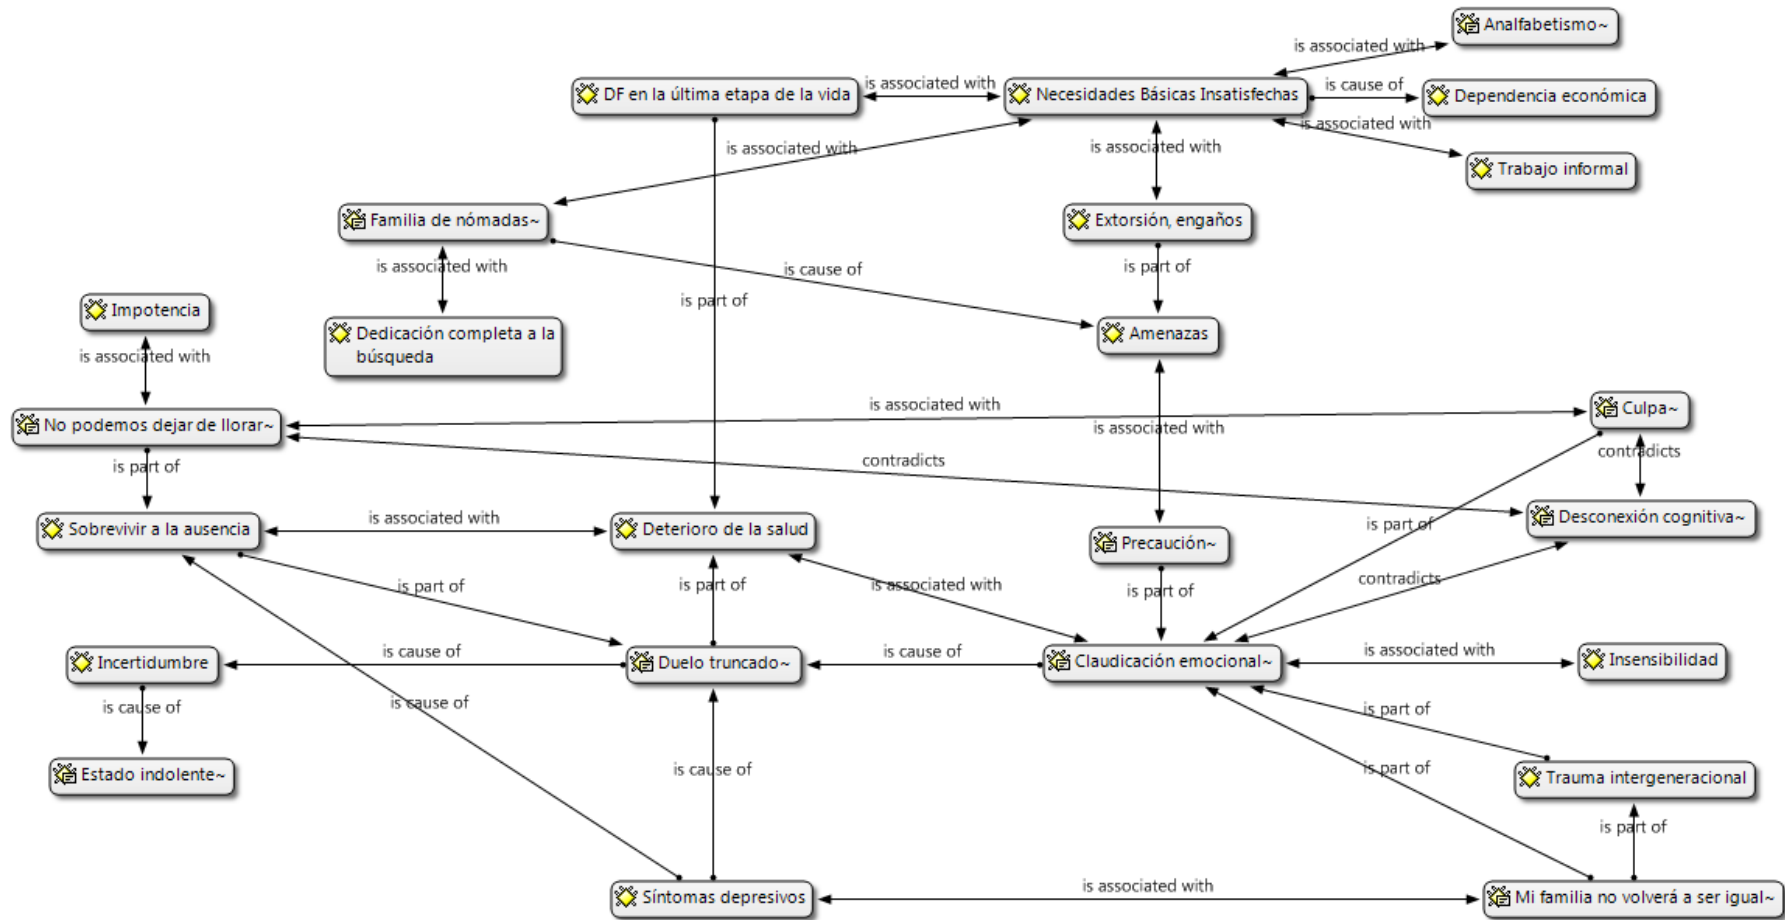 Analfabetismo~
is associated with
is associated with
is cause of
DF en la última etapa de la vida
Necesidades Básicas Insatisfechas
Dependencia económica
is associated with
is associated with
is associated with
Trabajo informal
Familia de nómadas~
Extorsión, engaños
is associated with
is cause of
is part of
is part of
Impotencia
Dedicación completa a la
búsqueda
Amenazas
is associated with
is associated with
Culpa~
No podemos dejar de llorar~
is associated with
contradicts
is part of
contradicts
is associated with
Desconexión cognitiva~
is part of
Sobrevivir a la ausencia
Deterioro de la salud
Precaución~
is part of
is part of
is associated with
is part of
contradicts
is cause of
is cause of
is associated with
Incertidumbre
Duelo truncado~
Claudicación emocional~
Insensibilidad
is cause of
is cause of
is part of
Estado indolente~
is cause of
is part of
Trauma intergeneracional
is part of
is associated with
Síntomas depresivos
Mi familia no volverá a ser igual~